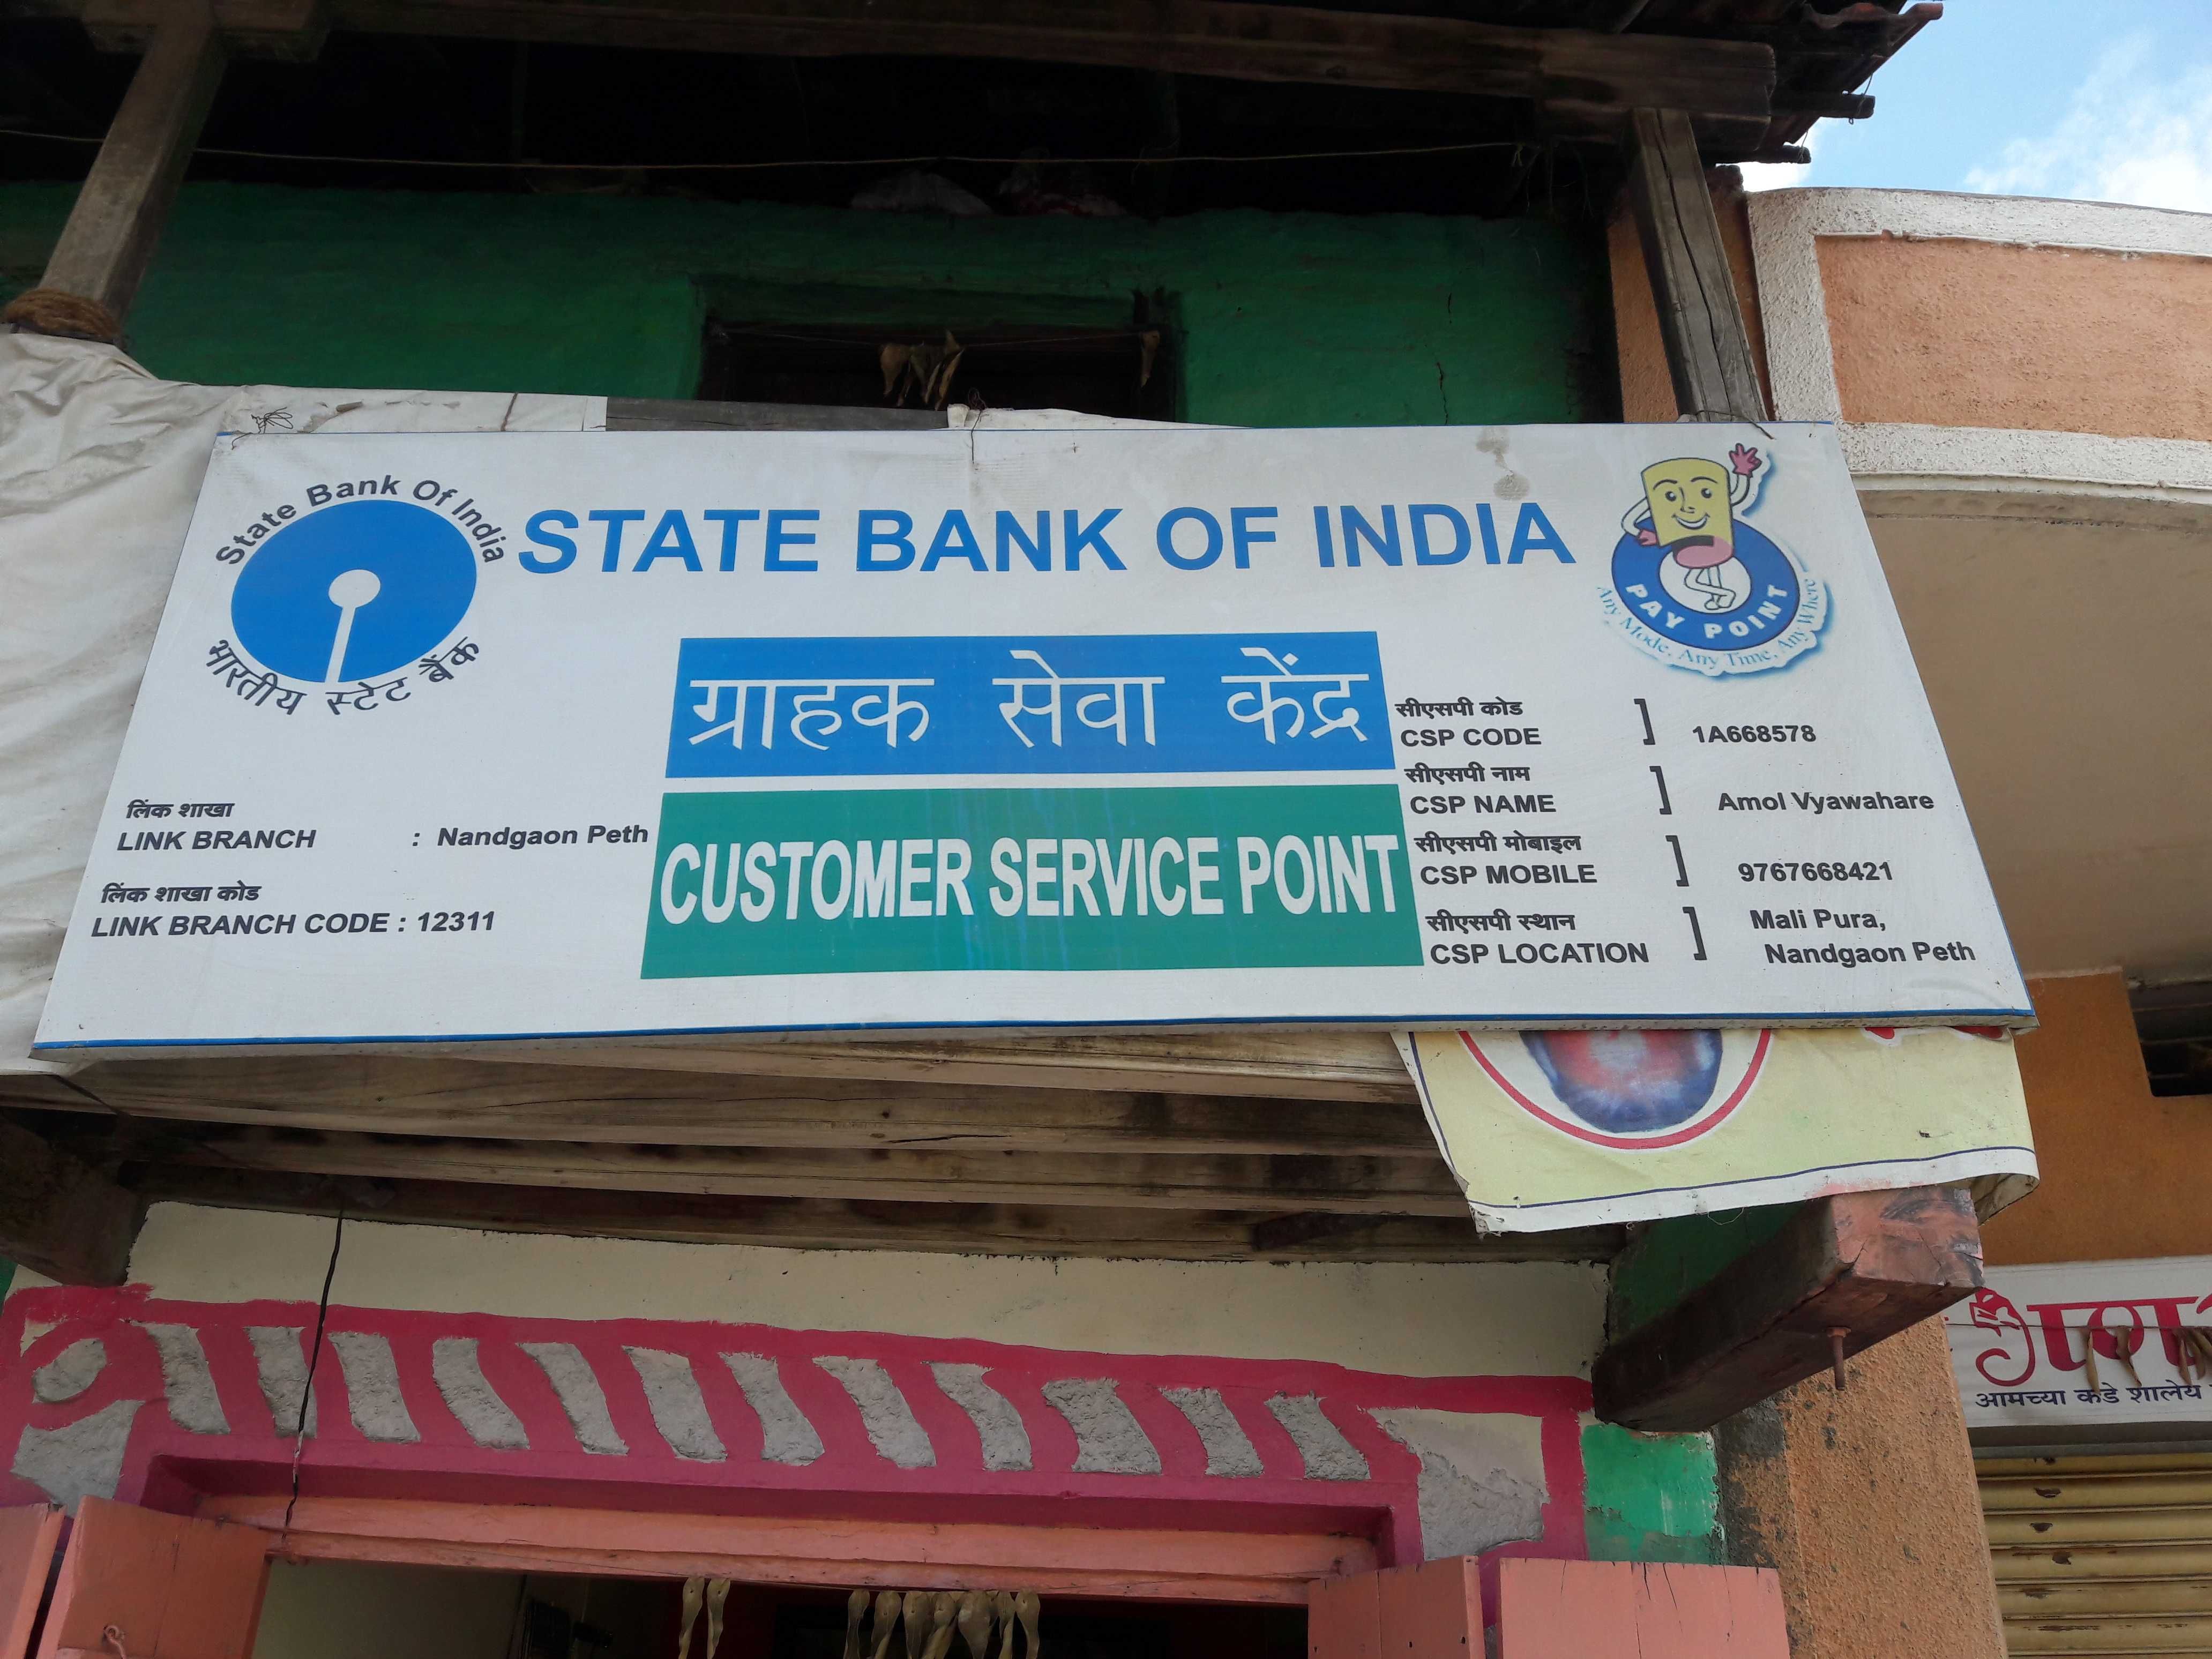 State Bank Of India
भारतीय स्टेट बैंक
STATE BANK OF INDIA
PAY POINT
Any Mode, Any Time, Any Where
ग्राहक सेवा केंद्र
CUSTOMER SERVICE POINT
लिंक शाखा
LINK BRANCH : Nandgaon Peth
लिंक शाखा कोड
LINK BRANCH CODE : 12311
सीएसपी कोड
CSP CODE ] 1A668578
सीएसपी नाम
CSP NAME ] Amol Vyawahare
सीएसपी मोबाइल
CSP MOBILE ] 9767668421
सीएसपी स्थान
CSP LOCATION ] Mali Pura,
Nandgaon Peth
आमच्या कडे शालेय